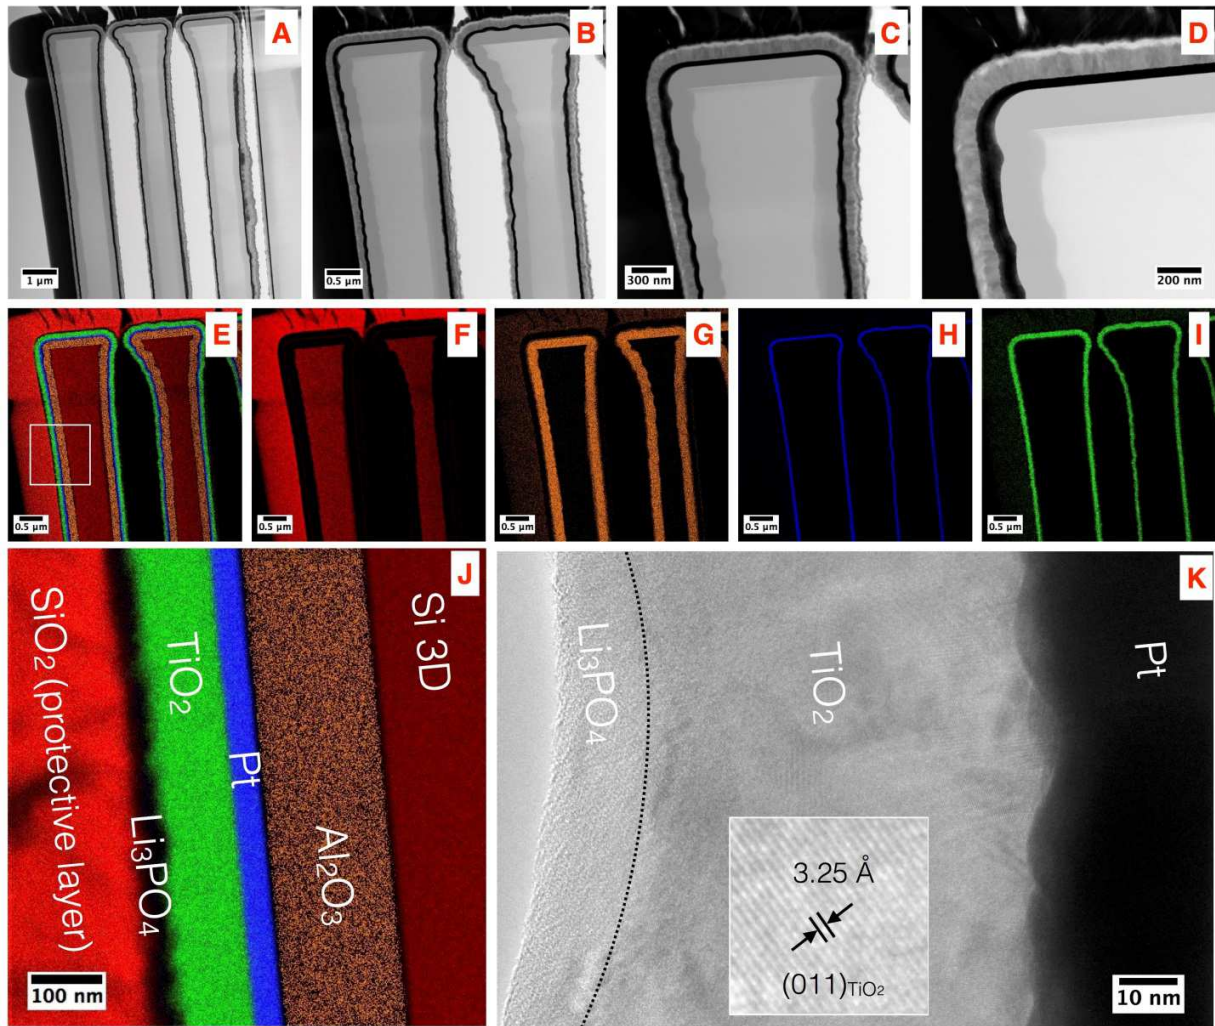 A
B
C
D
1 µm
0.5 µm
300 nm
200 nm
E
F
G
H
I
0.5 µm
0.5 µm
0.5 µm
0.5 µm
0.5 µm
J
SiO₂ (protective layer)
Li₃PO₄
TiO₂
Pt
Al₂O₃
Si 3D
100 nm
K
Li₃PO₄
TiO₂
Pt
3.25 Å
(011)TiO₂
10 nm